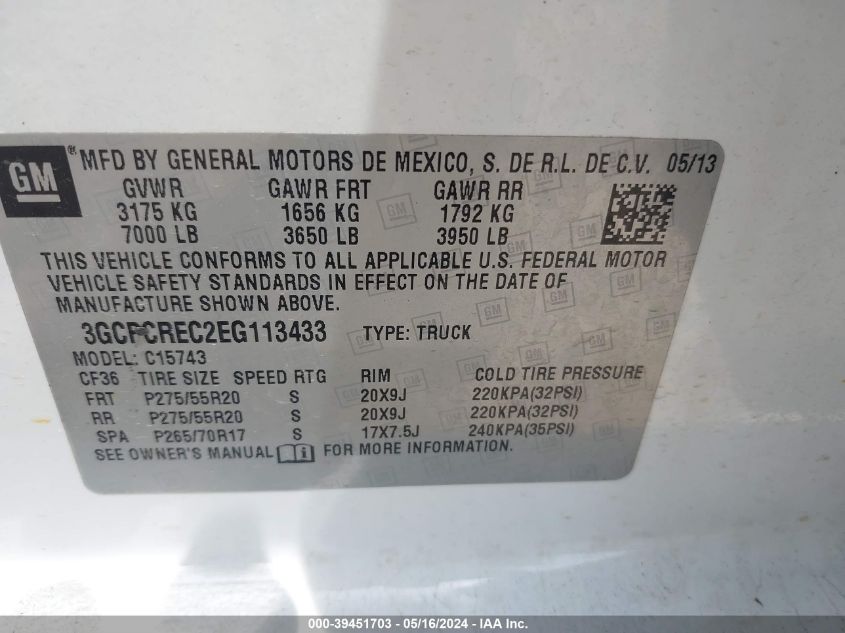 GM
® MFD BY GENERAL MOTORS DE MEXICO, S. DE R.L. DE C.V. 05/13
GVWR GAWR FRT GAWR RR
3175 KG 1656 KG 1792 KG
7000 LB 3650 LB 3950 LB
THIS VEHICLE CONFORMS TO ALL APPLICABLE U.S. FEDERAL MOTOR
VEHICLE SAFETY STANDARDS IN EFFECT ON THE DATE OF
MANUFACTURE SHOWN ABOVE.
3GCPCREC2EG113433 TYPE: TRUCK
MODEL: C15743
CF36 TIRE SIZE SPEED RTG RIM COLD TIRE PRESSURE
FRT P275/55R20 S 20X9J 220KPA(32PSI)
RR P275/55R20 S 20X9J 220KPA(32PSI)
SPA P265/70R17 S 17X7.5J 240KPA(35PSI)
SEE OWNER'S MANUAL FOR MORE INFORMATION.
000-39451703 - 05/16/2024 - IAA Inc.